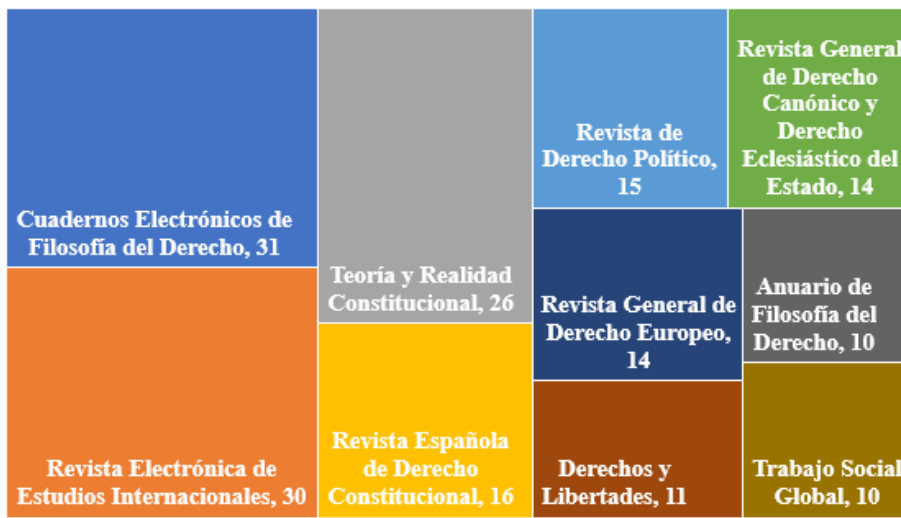 Cuadernos Electrónicos de
Filosofía del Derecho, 31
Revista Electrónica de
Estudios Internacionales, 30
Teoría y Realidad
Constitucional, 26
Revista Española
de Derecho
Constitucional, 16
Revista de
Derecho Político,
15
Revista General
de Derecho
Canónico y
Derecho
Eclesiástico del
Estado, 14
Revista General de
Derecho Europeo,
14
Derechos y
Libertades, 11
Anuario de
Filosofía del
Derecho, 10
Trabajo Social
Global, 10